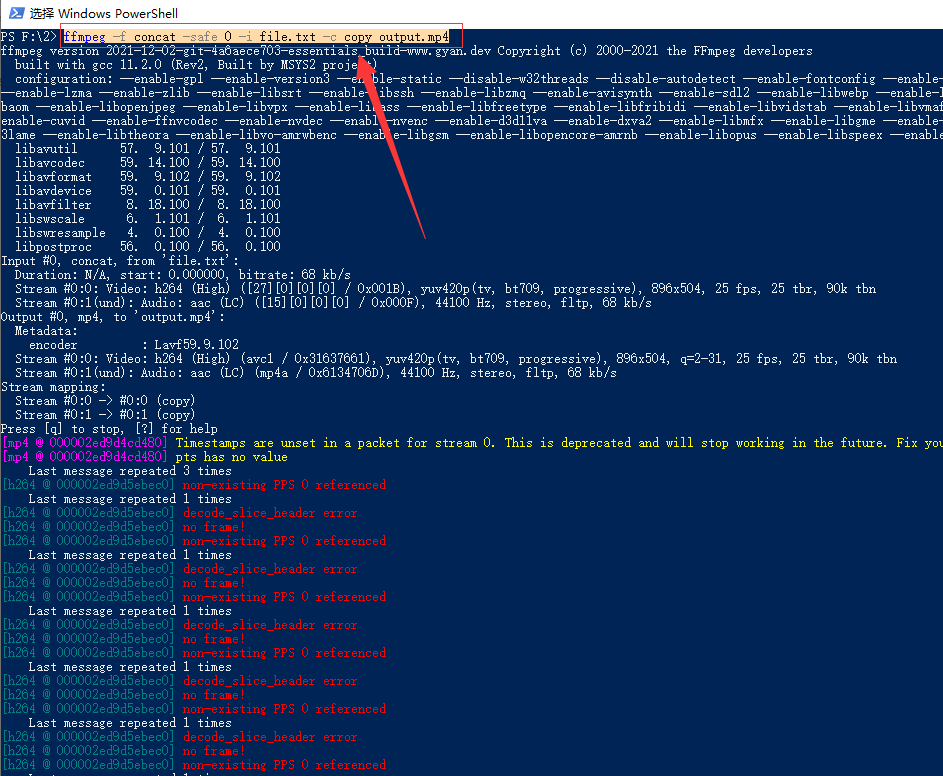 选择 Windows PowerShell
PS F:\2> ffmpeg -f concat -safe 0 -i file.txt -c copy output.mp4
ffmpeg version 2021-12-02-git-4a6aece703-essentials_build-www.gyan.dev Copyright (c) 2000-2021 the FFmpeg developers
built with gcc 11.2.0 (Rev2, Built by MSYS2 project)
configuration: --enable-gpl --enable-version3 --enable-static --disable-w32threads --disable-autodetect --enable-fontconfig --enable-
--enable-lzma --enable-zlib --enable-libsrt --enable-libssh --enable-libzmq --enable-avisynth --enable-sdl2 --enable-libwebp --enable-
baom --enable-libopenjpeg --enable-libvpx --enable-libass --enable-libfreetype --enable-libfribidi --enable-libvidstab --enable-libvmaf
enable-cuvid --enable-ffnvcodec --enable-nvdec --enable-nvenc --enable-d3d11va --enable-dxva2 --enable-libmfx --enable-libgme --enable-
3lame --enable-libtheora --enable-libvo-amrwbenc --enable-libgsm --enable-libopencore-amrnb --enable-libopus --enable-libspeex --enable
libavutil 57. 9.101 / 57. 9.101
libavcodec 59. 14.100 / 59. 14.100
libavformat 59. 9.102 / 59. 9.102
libavdevice 59. 0.101 / 59. 0.101
libavfilter 8. 18.100 / 8. 18.100
libswscale 6. 1.101 / 6. 1.101
libswresample 4. 0.100 / 4. 0.100
libpostproc 56. 0.100 / 56. 0.100
Input #0, concat, from 'file.txt':
Duration: N/A, start: 0.000000, bitrate: 68 kb/s
Stream #0:0: Video: h264 (High) ([27][0][0][0] / 0x001B), yuv420p(tv, bt709, progressive), 896x504, 25 fps, 25 tbr, 90k tbn
Stream #0:1(und): Audio: aac (LC) ([15][0][0][0] / 0x000F), 44100 Hz, stereo, fltp, 68 kb/s
Output #0, mp4, to 'output.mp4':
Metadata:
encoder : Lavf59.9.102
Stream #0:0: Video: h264 (High) (avc1 / 0x31637661), yuv420p(tv, bt709, progressive), 896x504, q=2-31, 25 fps, 25 tbr, 90k tbn
Stream #0:1(und): Audio: aac (LC) (mp4a / 0x6134706D), 44100 Hz, stereo, fltp, 68 kb/s
Stream mapping:
Stream #0:0 -> #0:0 (copy)
Stream #0:1 -> #0:1 (copy)
Press [q] to stop, [?] for help
[mp4 @ 000002ed9d4cd480] Timestamps are unset in a packet for stream 0. This is deprecated and will stop working in the future. Fix you
[mp4 @ 000002ed9d4cd480] pts has no value
Last message repeated 3 times
[h264 @ 000002ed9d5ebec0] non-existing PPS 0 referenced
Last message repeated 1 times
[h264 @ 000002ed9d5ebec0] decode_slice_header error
[h264 @ 000002ed9d5ebec0] no frame!
[h264 @ 000002ed9d5ebec0] non-existing PPS 0 referenced
Last message repeated 1 times
[h264 @ 000002ed9d5ebec0] decode_slice_header error
[h264 @ 000002ed9d5ebec0] no frame!
[h264 @ 000002ed9d5ebec0] non-existing PPS 0 referenced
Last message repeated 1 times
[h264 @ 000002ed9d5ebec0] decode_slice_header error
[h264 @ 000002ed9d5ebec0] no frame!
[h264 @ 000002ed9d5ebec0] non-existing PPS 0 referenced
Last message repeated 1 times
[h264 @ 000002ed9d5ebec0] decode_slice_header error
[h264 @ 000002ed9d5ebec0] no frame!
[h264 @ 000002ed9d5ebec0] non-existing PPS 0 referenced
Last message repeated 1 times
[h264 @ 000002ed9d5ebec0] decode_slice_header error
[h264 @ 000002ed9d5ebec0] no frame!
[h264 @ 000002ed9d5ebec0] non-existing PPS 0 referenced
Last message repeated 1 times